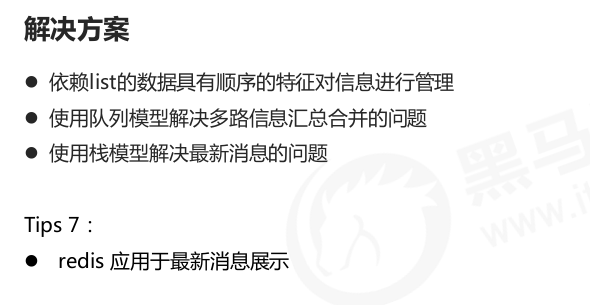 解决方案
● 依赖list的数据具有顺序的特征对信息进行管理
● 使用队列模型解决多路信息汇总合并的问题
● 使用栈模型解决最新消息的问题
黑马
www.it
Tips 7：
● redis 应用于最新消息展示